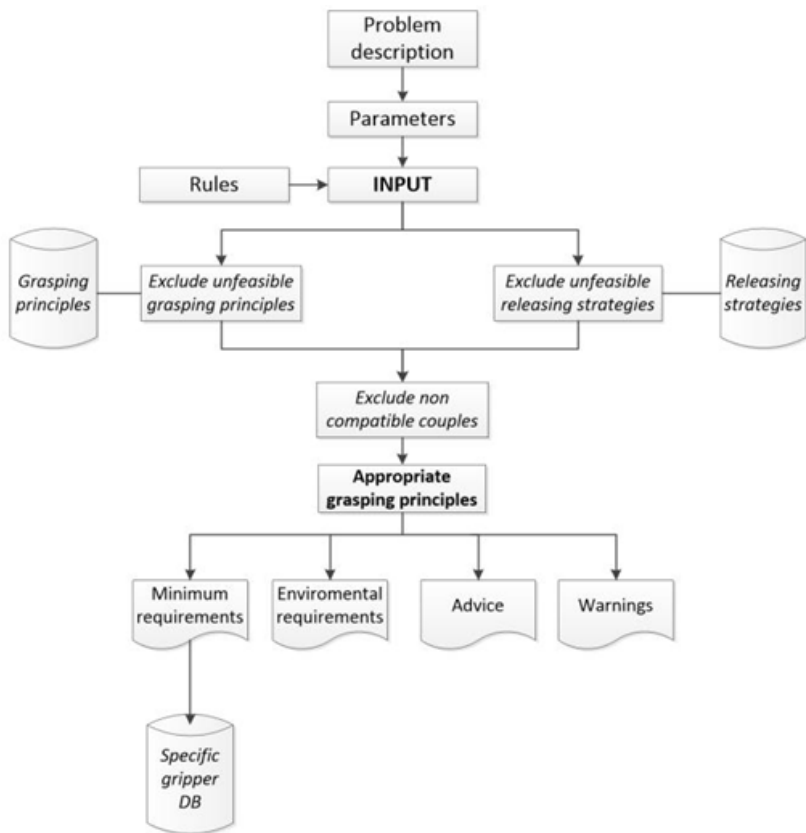 Problem
description
Parameters
Rules
INPUT
Grasping
principles
Exclude unfeasible
grasping principles
Exclude unfeasible
releasing strategies
Releasing
strategies
Exclude non
compatible couples
Appropriate
grasping principles
Minimum
requirements
Enviromental
requirements
Advice
Warnings
Specific
gripper
DB